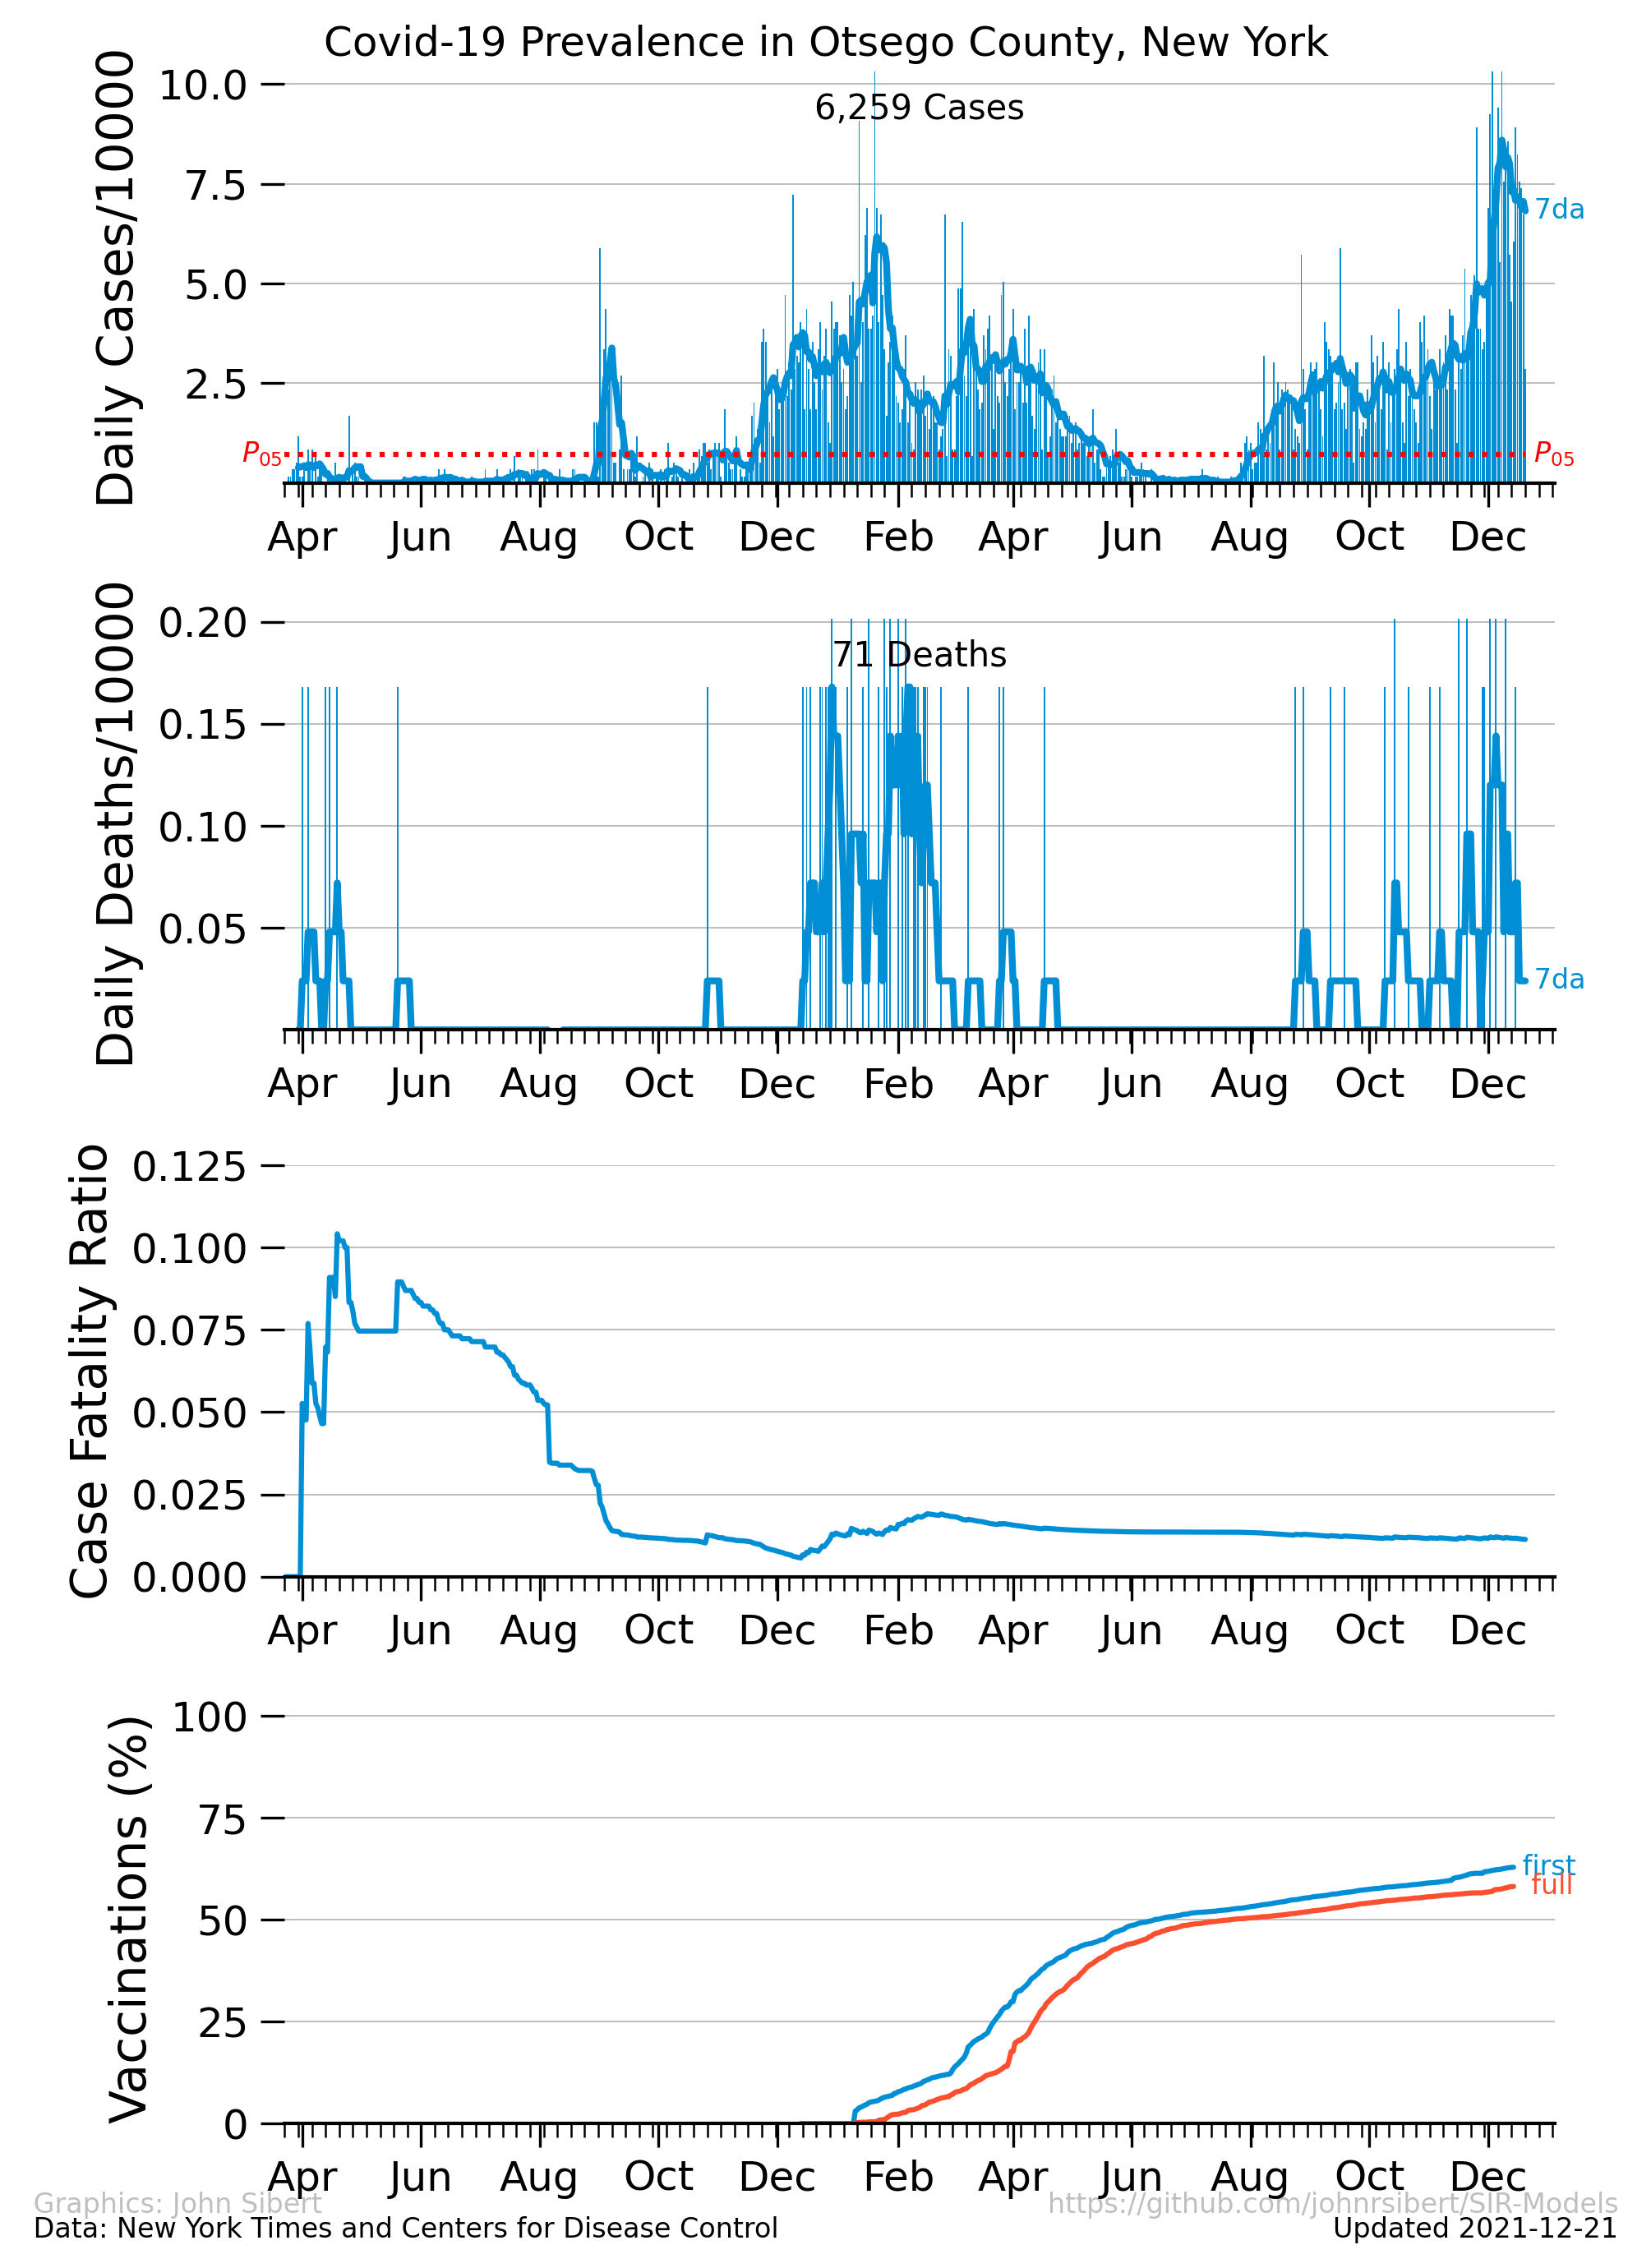 Covid-19 Prevalence in Otsego County, New York
Daily Cases/10000
10.0
7.5
5.0
2.5
6,259 Cases
7da
P05
P05
Apr Jun Aug Oct Dec Feb Apr Jun Aug Oct Dec
Daily Deaths/10000
0.20
0.15
0.10
0.05
71 Deaths
7da
Apr Jun Aug Oct Dec Feb Apr Jun Aug Oct Dec
Case Fatality Ratio
0.125
0.100
0.075
0.050
0.025
0.000
Apr Jun Aug Oct Dec Feb Apr Jun Aug Oct Dec
Vaccinations (%)
100
75
50
25
0
first
full
Apr Jun Aug Oct Dec Feb Apr Jun Aug Oct Dec
Graphics: John Sibert
https://github.com/johnrsibert/SIR-Models
Data: New York Times and Centers for Disease Control
Updated 2021-12-21